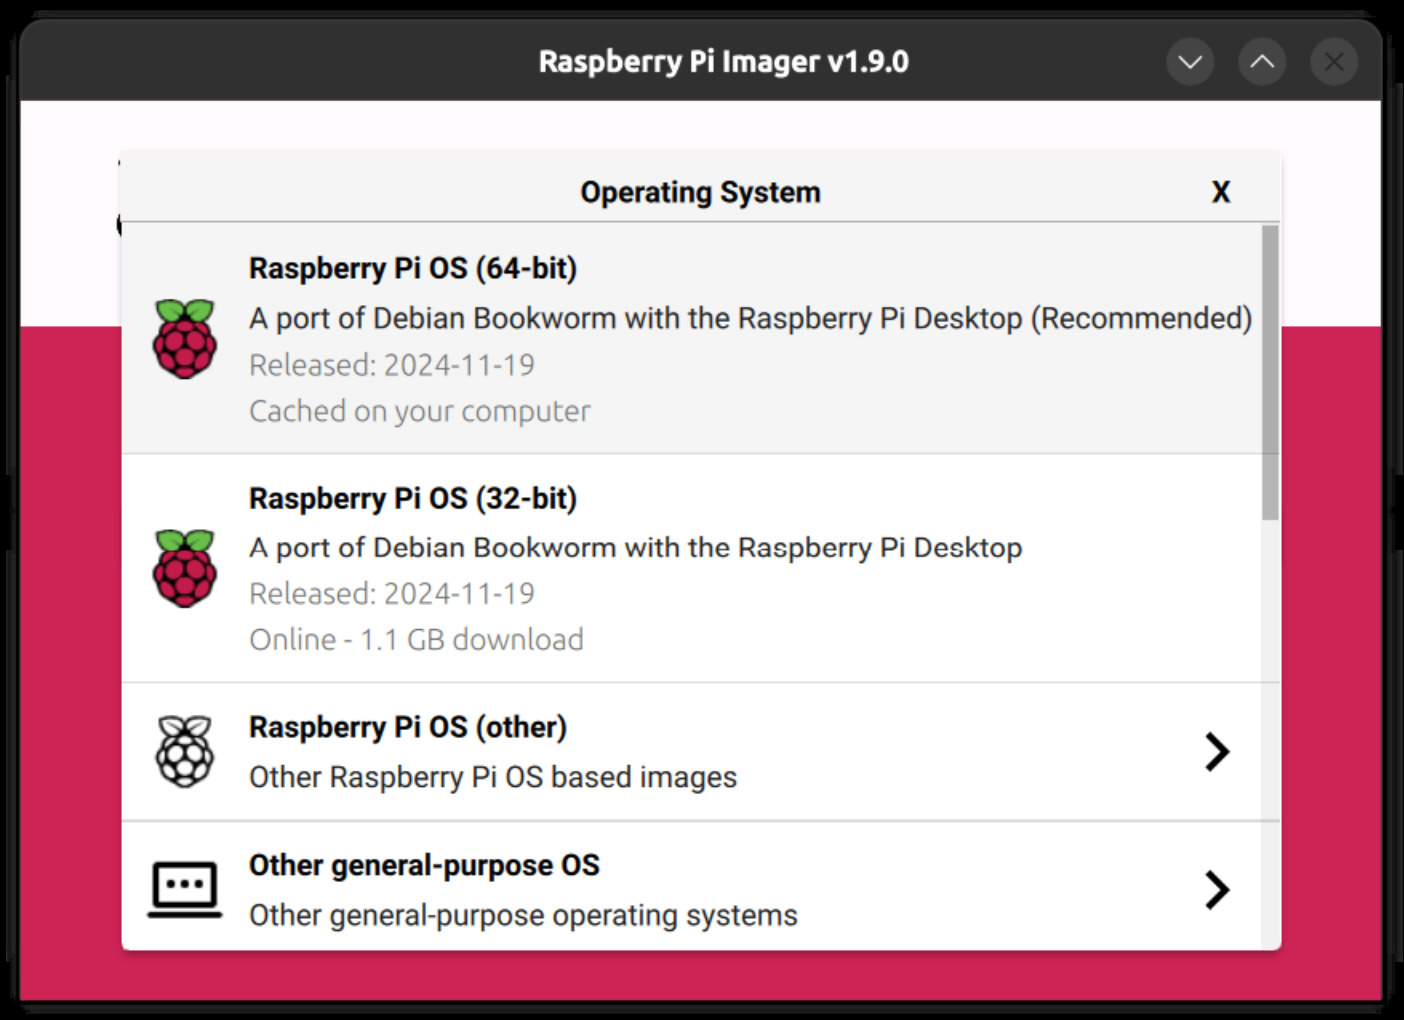 Raspberry Pi Imager v1.9.0
Operating System X
Raspberry Pi OS (64-bit)
A port of Debian Bookworm with the Raspberry Pi Desktop (Recommended)
Released: 2024-11-19
Cached on your computer
Raspberry Pi OS (32-bit)
A port of Debian Bookworm with the Raspberry Pi Desktop
Released: 2024-11-19
Online - 1.1 GB download
Raspberry Pi OS (other)
Other Raspberry Pi OS based images
Other general-purpose OS
Other general-purpose operating systems